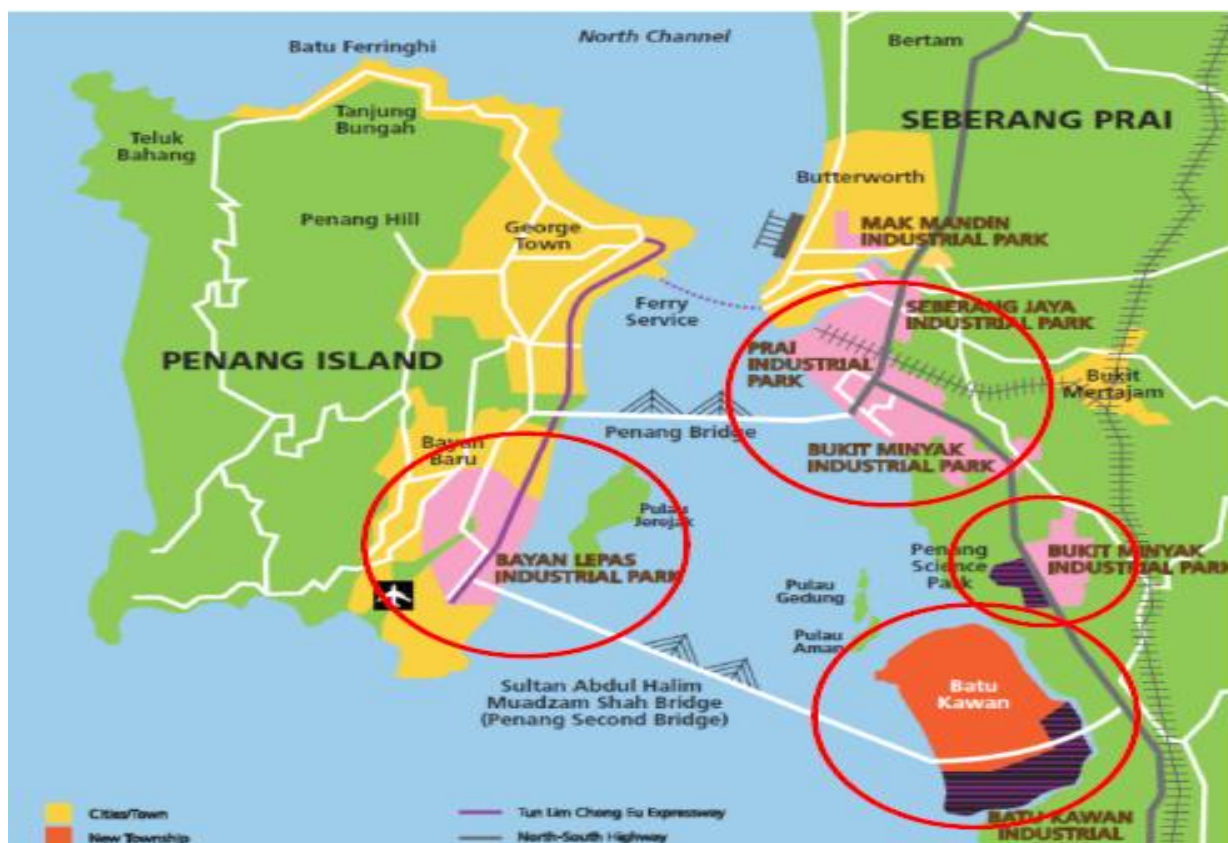 North Channel
Batu Ferringhi
Bertam
Tanjung
Bungah
Teluk
Bahang
SEBERANG PRAI
Butterworth
Penang Hill
George
Town
MAK MANDIN
INDUSTRIAL PARK
Ferry
Service
SEBERANG JAYA
INDUSTRIAL PARK
PENANG ISLAND
PRAI
INDUSTRIAL
PARK
Bukit
Mertajam
Penang Bridge
Bayan
Baru
BUKIT MINYAK
INDUSTRIAL PARK
Pulau
Jerejak
BAYAN LEPAS
INDUSTRIAL PARK
Penang
Science
Park
BUKIT MINYAK
INDUSTRIAL PARK
Pulau
Gedung
Pulau
Aman
Batu
Kawan
Sultan Abdul Halim
Muadzam Shah Bridge
(Penang Second Bridge)
BATU KAWAN
INDUSTRIAL
Cities/Town
Tun Lim Chong Eu Expressway
New Township
North-South Highway